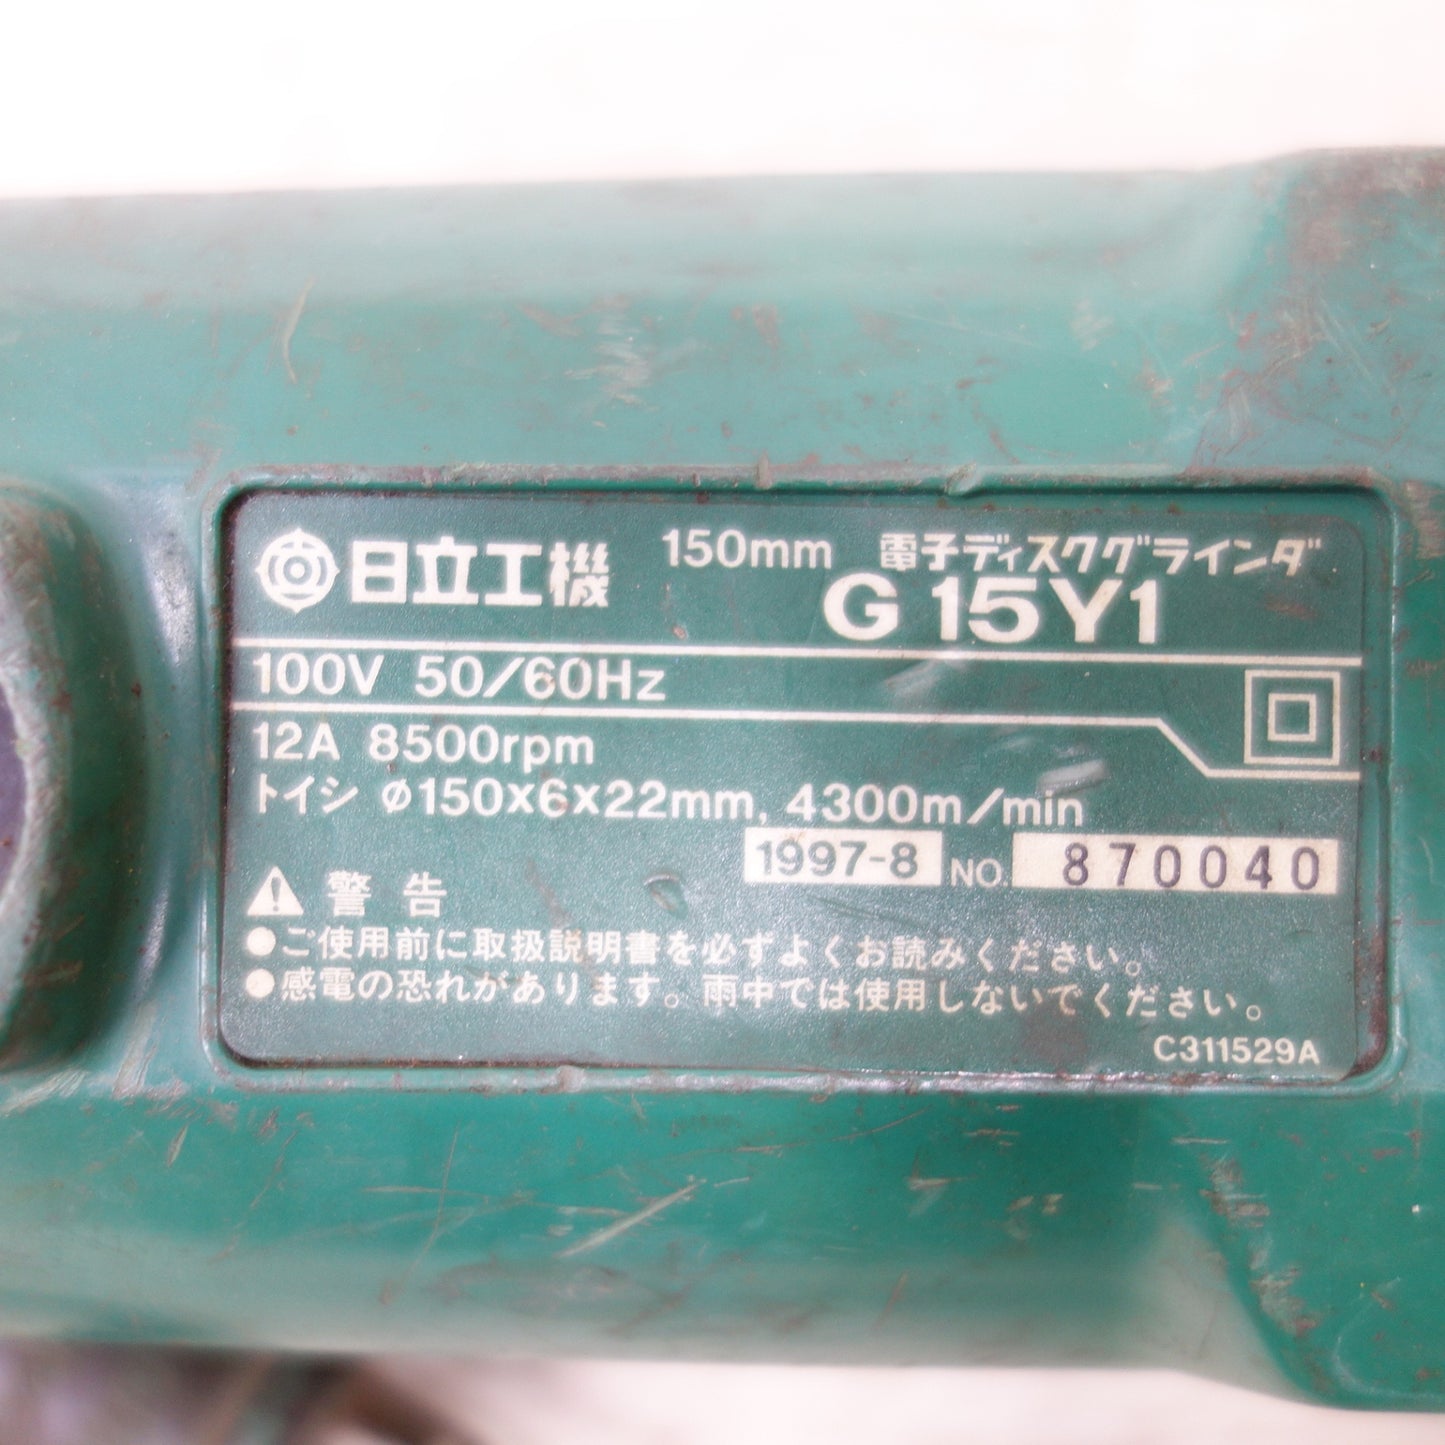 日立工機 150mm 電子ディスクグラインダ
G15Y1
100V 50/60Hz
12A 8500rpm
トイシ φ150x6x22mm, 4300m/min
1997-8 NO. 870040
警告
●ご使用前に取扱説明書を必ずよくお読みください。
●感電の恐れがあります。雨中では使用しないでください。
C311529A